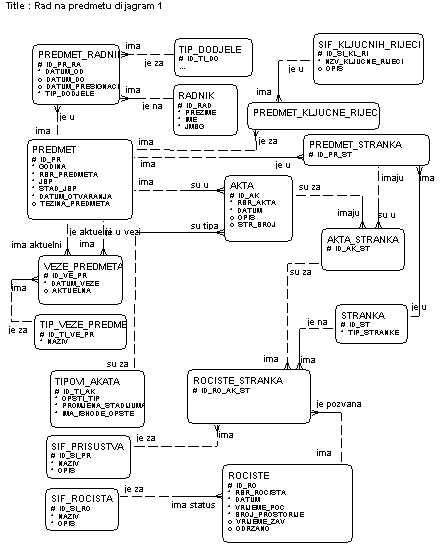 Title : Rad na predmetu dijagram 1
PREDMET_RADNIK
# ID_PR_RA
* DATUM_OD
o DATUM_DO
o DATUM_PRESIGNACI
* TIP_DODJELE
ima
je za
TIP_DODJELE
# ID_TI_DO
...
ima
je na
RADNIK
# ID_RAD
* PREZIME
* IME
* JMBG
SIF_KLJUCNIH_RIJECI
# ID_SI_KL_RI
* NZV_KLJUCNE_RIJECI
o OPIS
je u
ima
PREDMET_KLJUCNE_RIJEC
je za
ima
je u
ima
PREDMET
# ID_PR
* GODINA
* RBR_PREDMETA
* JBP
* STAD_JBP
* DATUM_OTVARANJA
o TEZINA_PREDMETA
PREDMET_STRANKA
# ID_PR_ST
ima
je u
imaju
ima
su u
AKTA
# ID_AK
* RBR_AKTA
* DATUM
o OPIS
o STR_BROJ
su za
imaju
su u
su tipa
je aktuelni u vezi
ima aktuelni
ima
AKTA_STRANKA
# ID_AK_ST
VEZE_PREDMETA
# ID_VE_PR
* DATUM_VEZE
o AKTUELNA
su za
ima
je za
TIP_VEZE_PREDME
# ID_TI_VE_PR
* NAZIV
STRANKA
# ID_ST
* TIP_STRANKE
je na
je u
su za
ima
ima
TIPOVI_AKATA
# ID_TI_AK
* OPSTI_TIP
* PROMJENA_STADIJUMA
* IMA_ISHODE_OPSTE
ROCISTE_STRANKA
# ID_RO_AK_ST
je pozvana
ima
je za
ima
SIF_PRISUSTVA
# ID_SI_PR
* NAZIV
* OPIS
SIF_ROCISTA
# ID_SI_RO
* NAZIV
* OPIS
je za
ima status
ROCISTE
# ID_RO
* RBR_ROCISTA
* DATUM
* VRIJEME_POC
* BROJ_PROSTORIJE
o VRIJEME_ZAV
o ODRZANO